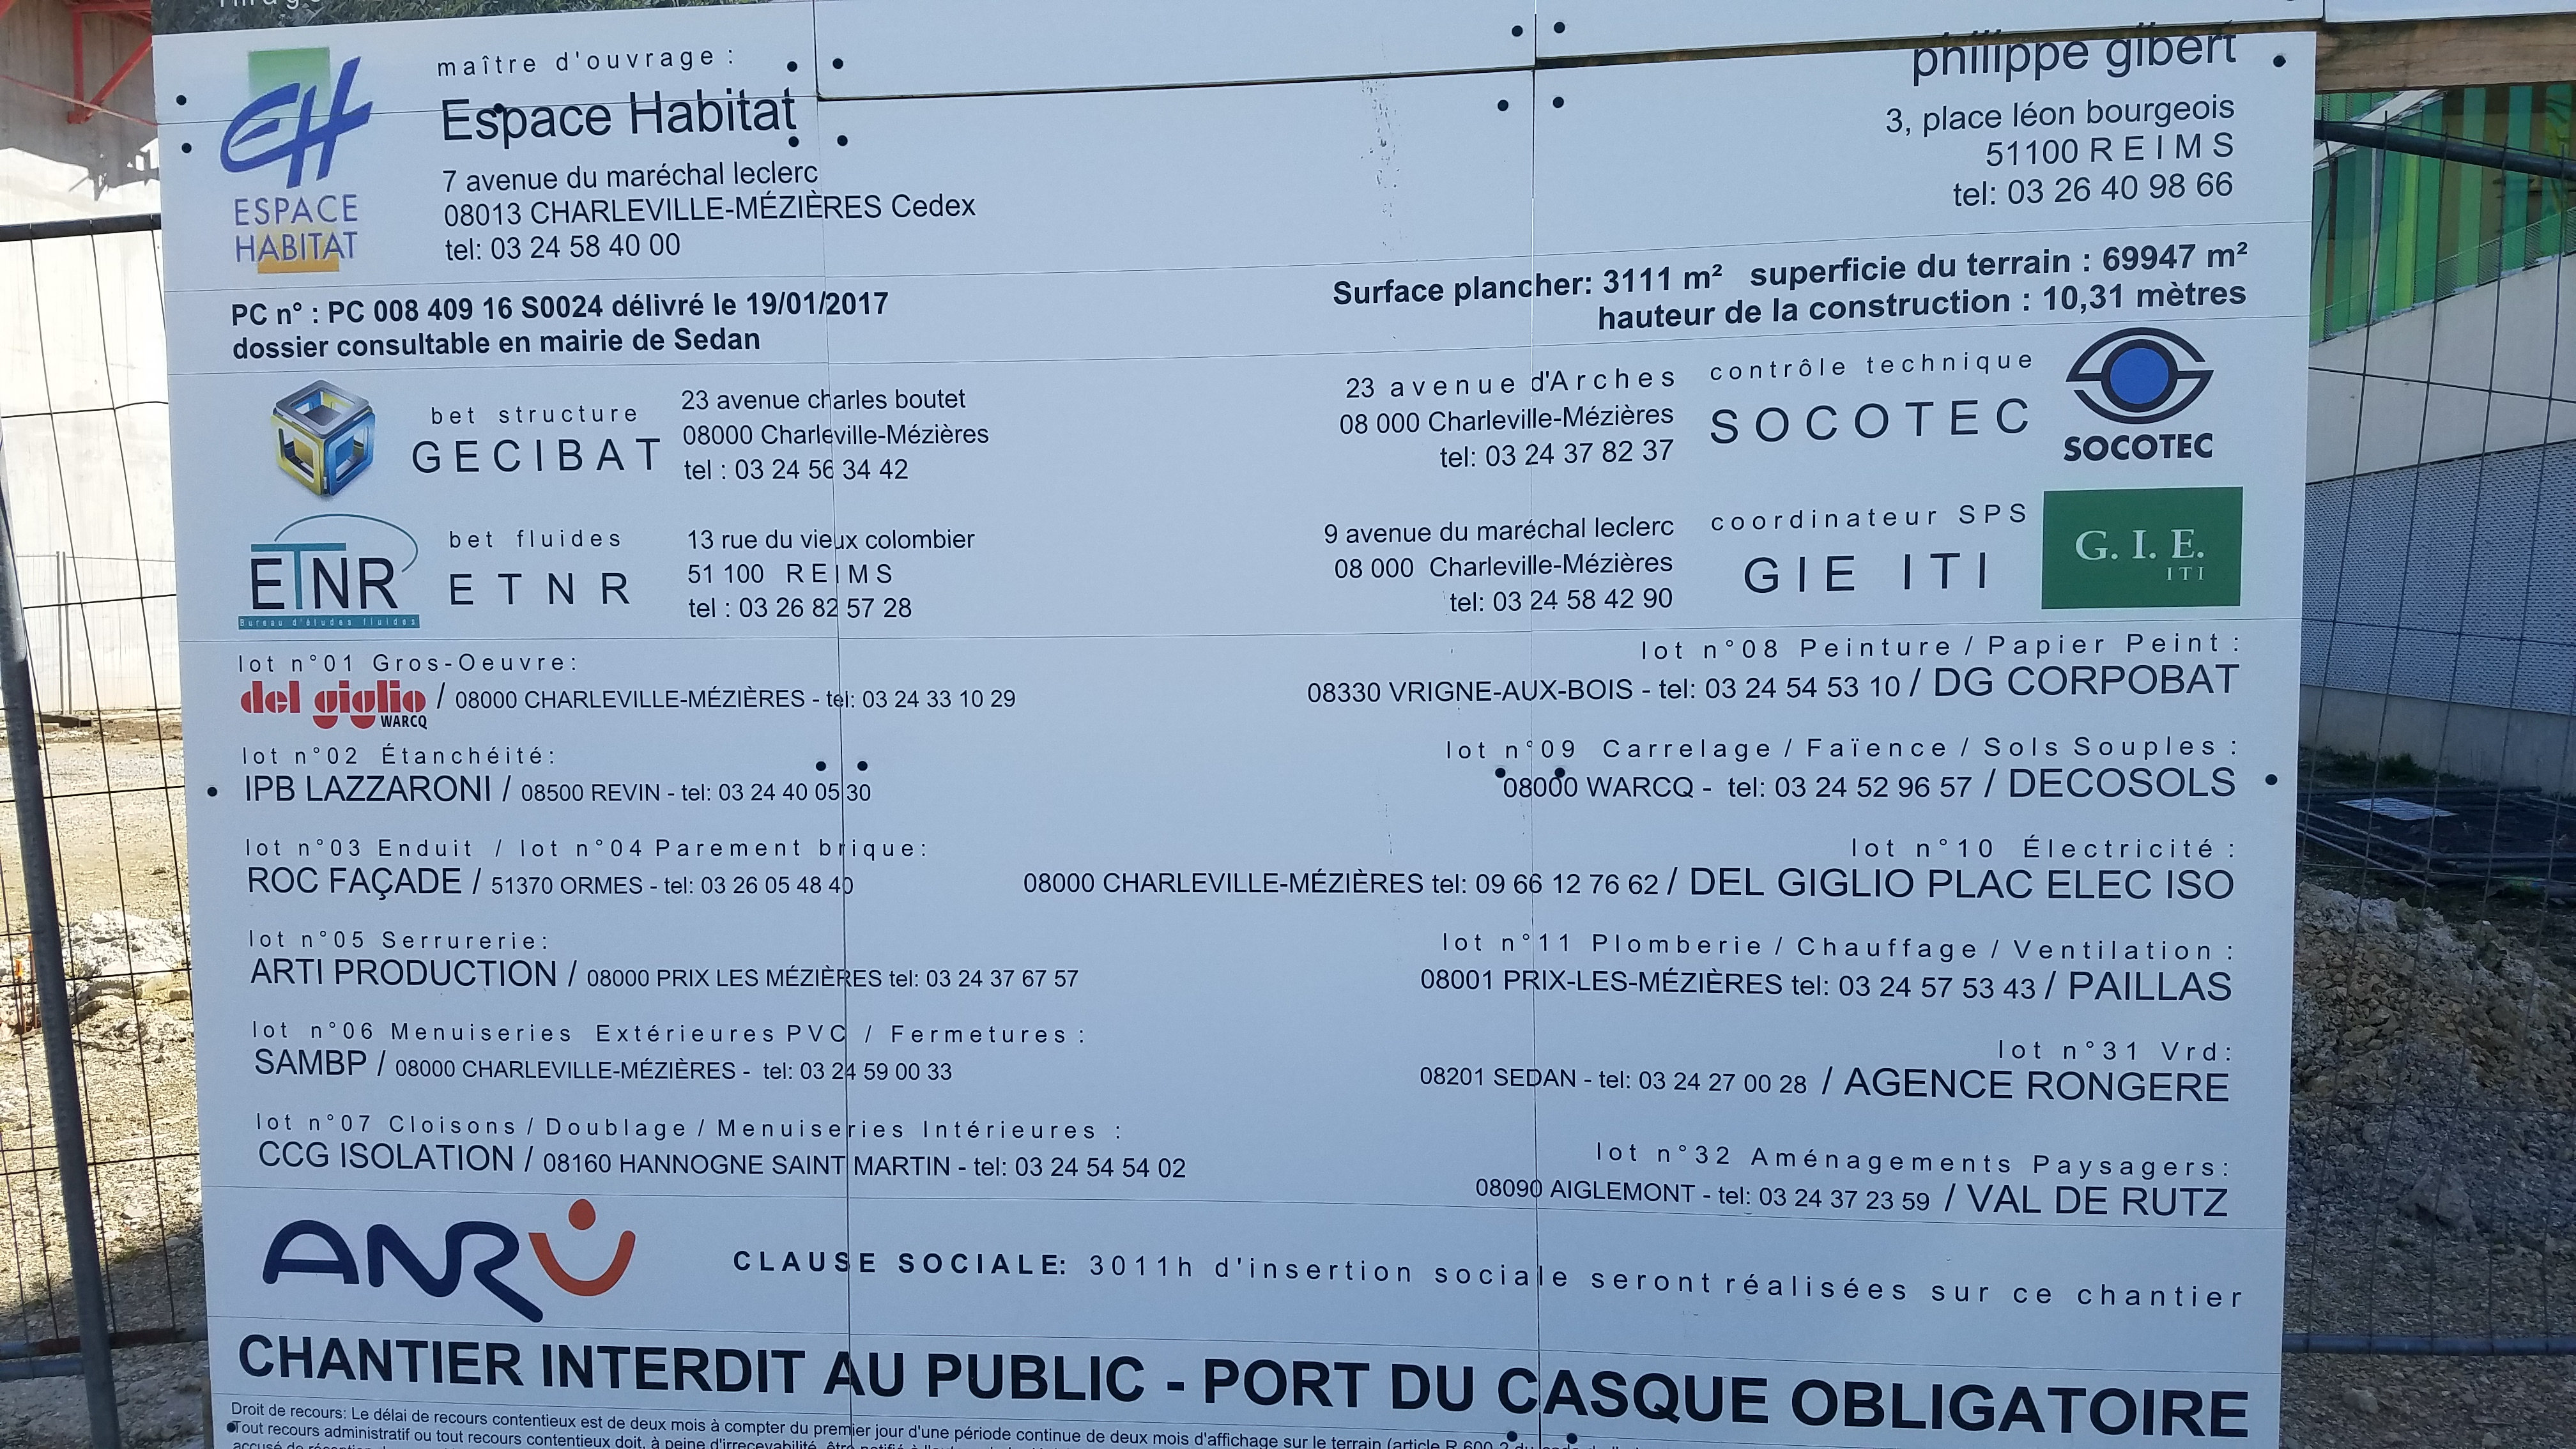 maître d'ouvrage :
Espace Habitat
7 avenue du maréchal leclerc
08013 CHARLEVILLE-MÉZIÈRES Cedex
tel: 03 24 58 40 00
EH
ESPACE
HABITAT
philippe gibert
3, place léon bourgeois
51100 REIMS
tel: 03 26 40 98 66
PC n° : PC 008 409 16 S0024 délivré le 19/01/2017
dossier consultable en mairie de Sedan
Surface plancher: 3111 m² superficie du terrain : 69947 m²
hauteur de la construction : 10,31 mètres
bet structure
GECIBAT
23 avenue charles boutet
08000 Charleville-Mézières
tel : 03 24 56 34 42
23 avenue d'Arches
08 000 Charleville-Mézières
tel: 03 24 37 82 37
contrôle technique
SOCOTEC
SOCOTEC
ETNR
Bureau d'études fluides
bet fluides
ETNR
13 rue du vieux colombier
51 100 REIMS
tel : 03 26 82 57 28
9 avenue du maréchal leclerc
08 000 Charleville-Mézières
tel: 03 24 58 42 90
coordinateur SPS
GIE ITI
G. I. E.
ITI
lot n°01 Gros-Oeuvre:
del giglio WARCQ / 08000 CHARLEVILLE-MÉZIÈRES - tel: 03 24 33 10 29
lot n°02 Étanchéité:
IPB LAZZARONI / 08500 REVIN - tel: 03 24 40 05 30
lot n°03 Enduit / lot n°04 Parement brique:
ROC FAÇADE / 51370 ORMES - tel: 03 26 05 48 40
lot n°05 Serrurerie:
ARTI PRODUCTION / 08000 PRIX LES MÉZIÈRES tel: 03 24 37 67 57
lot n°06 Menuiseries Extérieures PVC / Fermetures :
SAMBP / 08000 CHARLEVILLE-MÉZIÈRES - tel: 03 24 59 00 33
lot n°07 Cloisons / Doublage / Menuiseries Intérieures :
CCG ISOLATION / 08160 HANNOGNE SAINT MARTIN - tel: 03 24 54 54 02
lot n°08 Peinture / Papier Peint :
08330 VRIGNE-AUX-BOIS - tel: 03 24 54 53 10 / DG CORPOBAT
lot n°09 Carrelage / Faïence / Sols Souples :
08000 WARCQ - tel: 03 24 52 96 57 / DECOSOLS
lot n°10 Électricité :
08000 CHARLEVILLE-MÉZIÈRES tel: 09 66 12 76 62 / DEL GIGLIO PLAC ELEC ISO
lot n°11 Plomberie / Chauffage / Ventilation :
08001 PRIX-LES-MÉZIÈRES tel: 03 24 57 53 43 / PAILLAS
lot n°31 Vrd:
08201 SEDAN - tel: 03 24 27 00 28 / AGENCE RONGERE
lot n°32 Aménagements Paysagers:
08090 AIGLEMONT - tel: 03 24 37 23 59 / VAL DE RUTZ
ANRU
CLAUSE SOCIALE: 3011h d'insertion sociale seront réalisées sur ce chantier
CHANTIER INTERDIT AU PUBLIC - PORT DU CASQUE OBLIGATOIRE
Droit de recours: Le délai de recours contentieux est de deux mois à compter du premier jour d'une période continue de deux mois d'affichage sur le terrain (article R.600-2 du
Tout recours administratif ou tout recours contentieux doit, à peine d'irrecevabilité, être